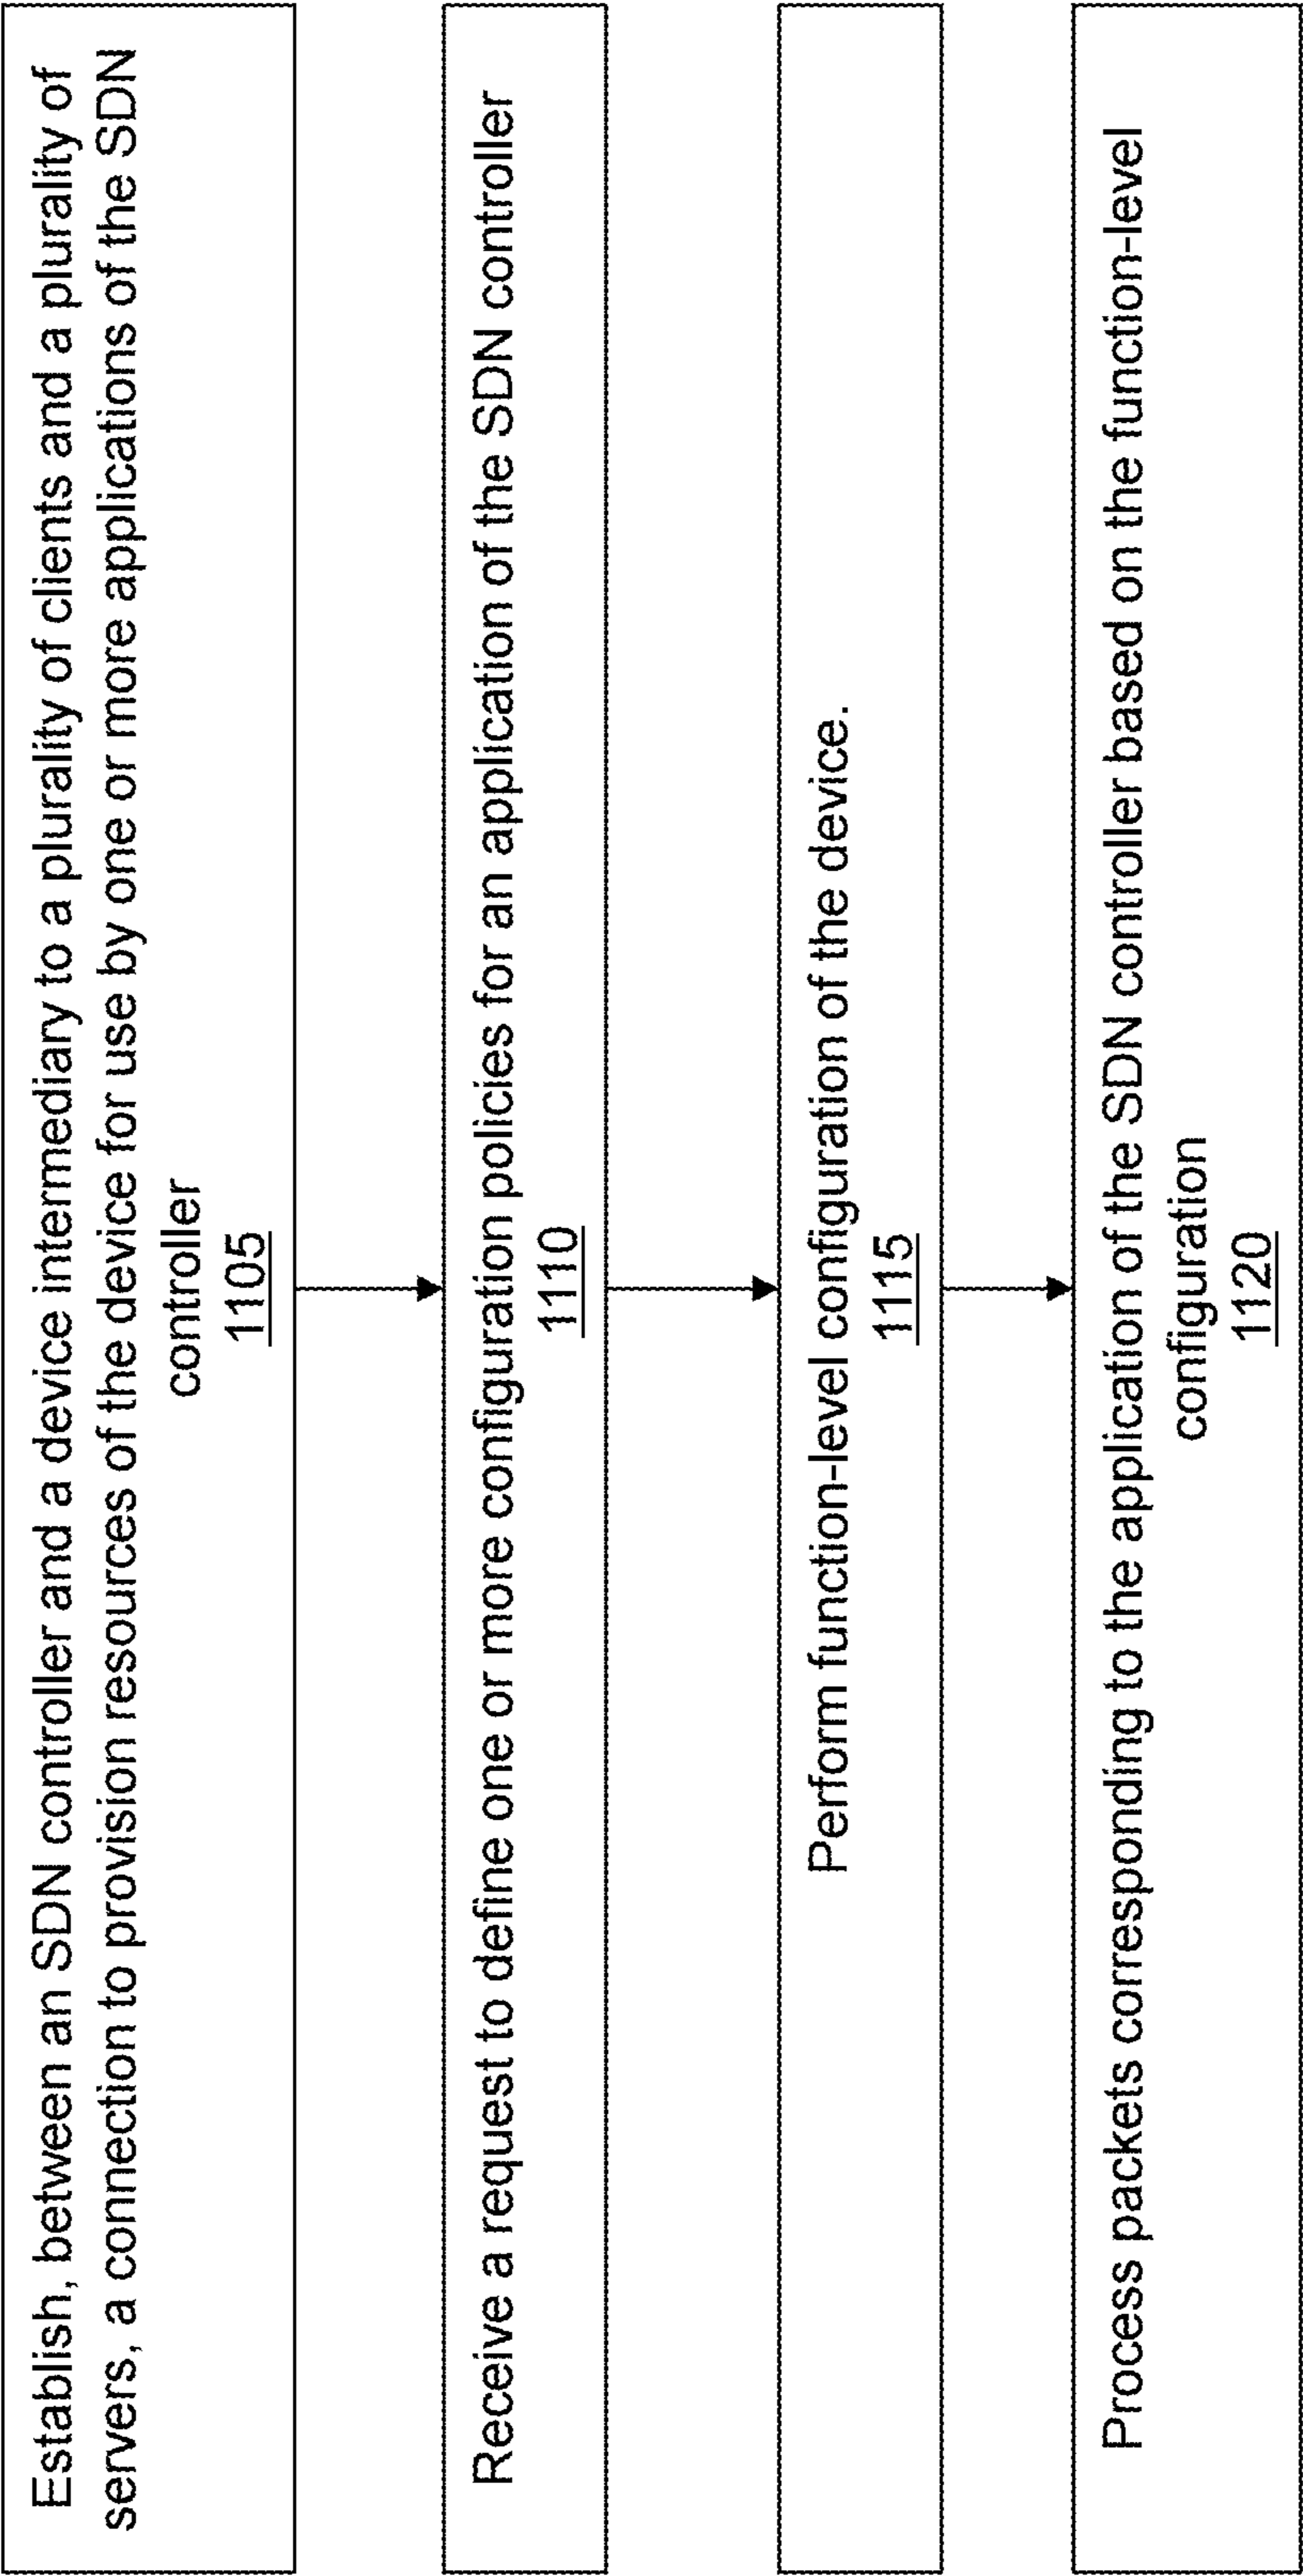 Establish, between an SDN controller and a device intermediary to a plurality of clients and a plurality of
servers, a connection to provision resources of the device for use by one or more applications of the SDN
controller
1105
Receive a request to define one or more configuration policies for an application of the SDN controller
1110
Perform function-level configuration of the device.
1115
Process packets corresponding to the application of the SDN controller based on the function-level
configuration
1120